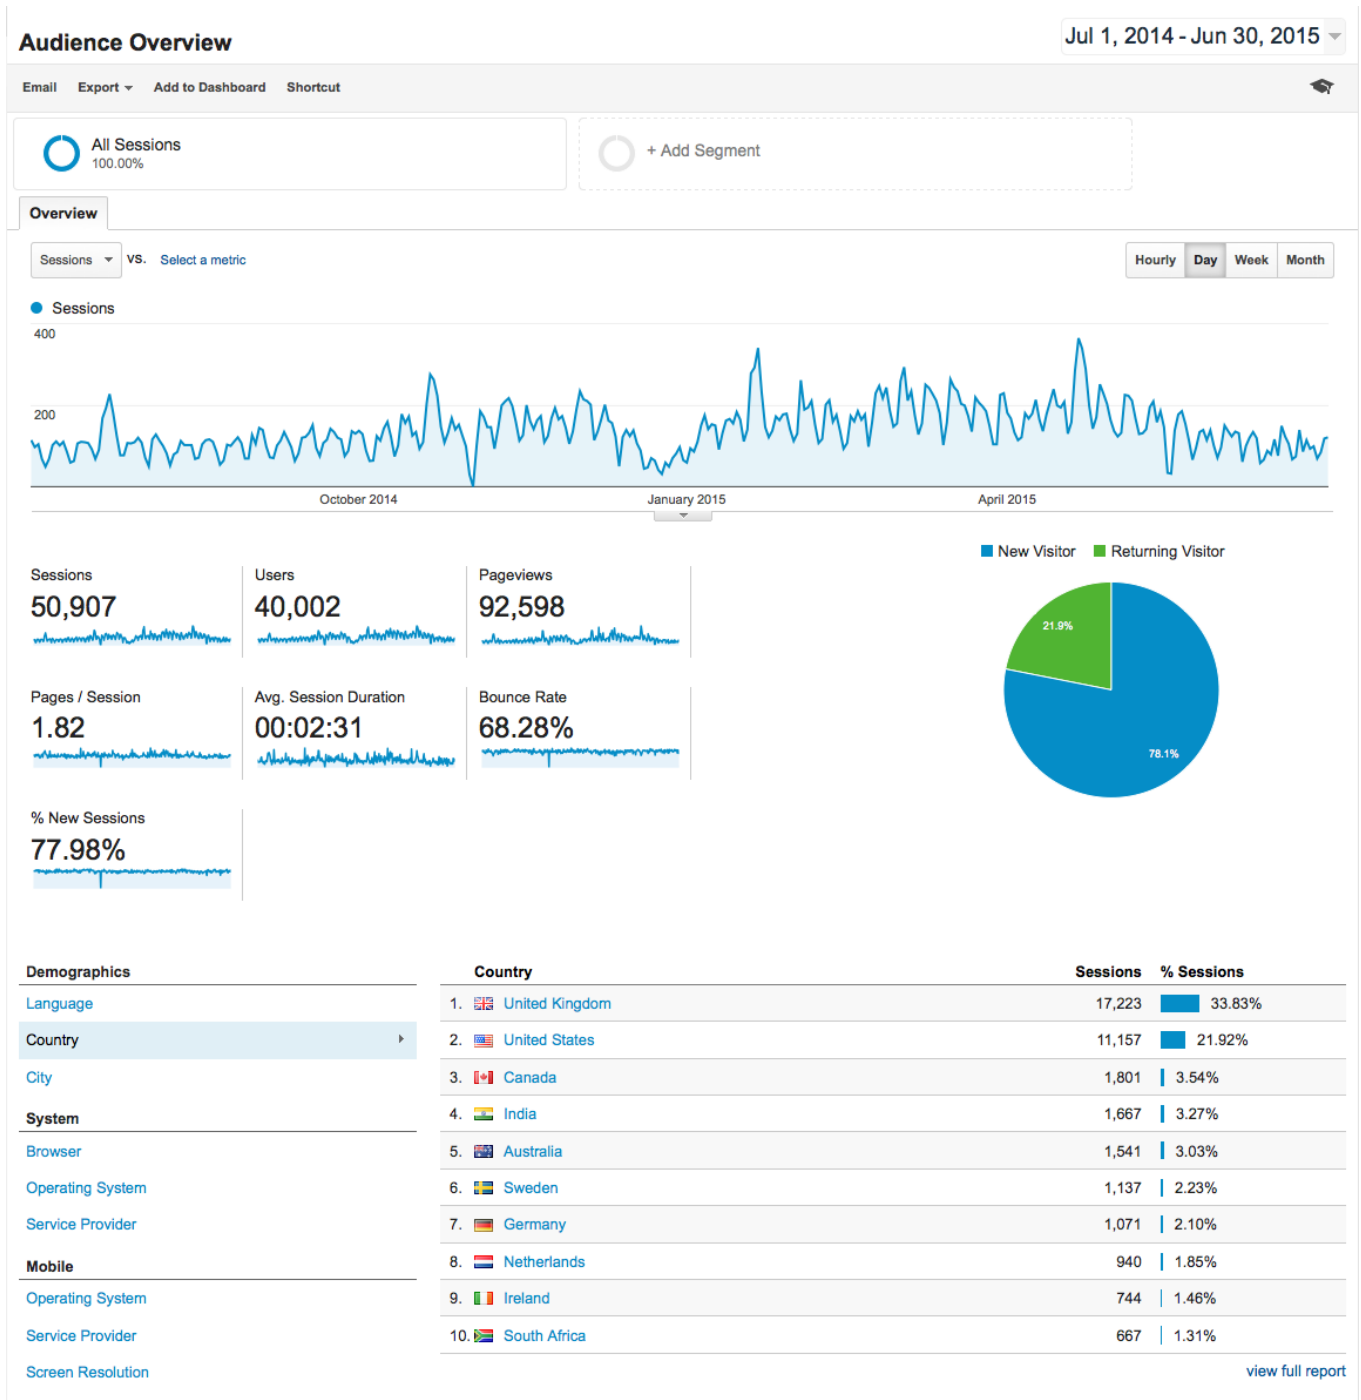 Audience Overview
Jul 1, 2014 - Jun 30, 2015
Email Export Add to Dashboard Shortcut
All Sessions
100.00%
+ Add Segment
Overview
Sessions VS. Select a metric
Hourly Day Week Month
Sessions
400
200
October 2014 January 2015 April 2015
New Visitor Returning Visitor
Sessions Users Pageviews
50,907 40,002 92,598
21.9%
Pages / Session Avg. Session Duration Bounce Rate
1.82 00:02:31 68.28%
78.1%
% New Sessions
77.98%
Demographics
Language
Country
City
System
Browser
Operating System
Service Provider
Mobile
Operating System
Service Provider
Screen Resolution
Country Sessions % Sessions
1. United Kingdom 17,223 33.83%
2. United States 11,157 21.92%
3. Canada 1,801 3.54%
4. India 1,667 3.27%
5. Australia 1,541 3.03%
6. Sweden 1,137 2.23%
7. Germany 1,071 2.10%
8. Netherlands 940 1.85%
9. Ireland 744 1.46%
10. South Africa 667 1.31%
view full report